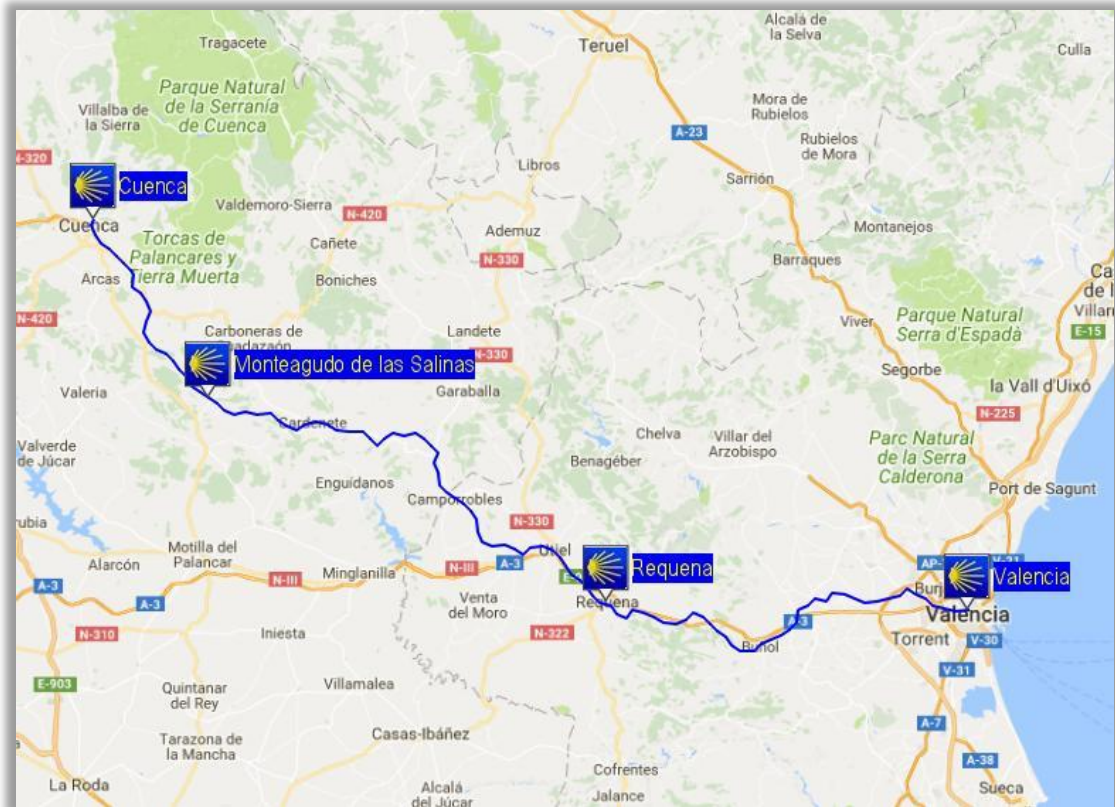 Alcalá de
la Selva
Tragacete
Teruel
Culla
Parque Natural
de la Serranía
de Cuenca
Villalba de
la Sierra
Mora de
Rubielos
A-23
Rubielos
de Mora
N-320
Libros
Sarrión
Cuenca
Valdemoro-Sierra
N-420
Cuenca
Ademuz
Montanejos
Torcas de
Palancares y
Tierra Muerta
Cañete
N-330
Barraques
Arcas
Boniches
Parque Natural
Serra d'Espadà
N-420
Viver
E-15
Carboneras de
Landete
N-330
Monteagudo de las Salinas
Segorbe
Valeria
Garaballa
la Vall d'Uixó
N-225
Cardenete
Chelva
Villar del
Arzobispo
Parc Natural
de la Serra
Calderona
Valverde
de Júcar
Benagéber
Enguídanos
Port de Sagunt
Camporrobles
N-330
Motilla del
Palancar
Alarcón
Utiel
A-3
N-III
Minglanilla
N-III
A-3
Requena
Valencia
A-3
Venta
del Moro
Requena
Valencia
N-310
Iniesta
N-322
A-3
Torrent
V-30
Buñol
V-31
E-903
Quintanar
del Rey
Villamalea
A-7
Tarazona de
la Mancha
Casas-Ibáñez
A-38
La Roda
Alcalá
del Júcar
Cofrentes
Jalance
Sueca